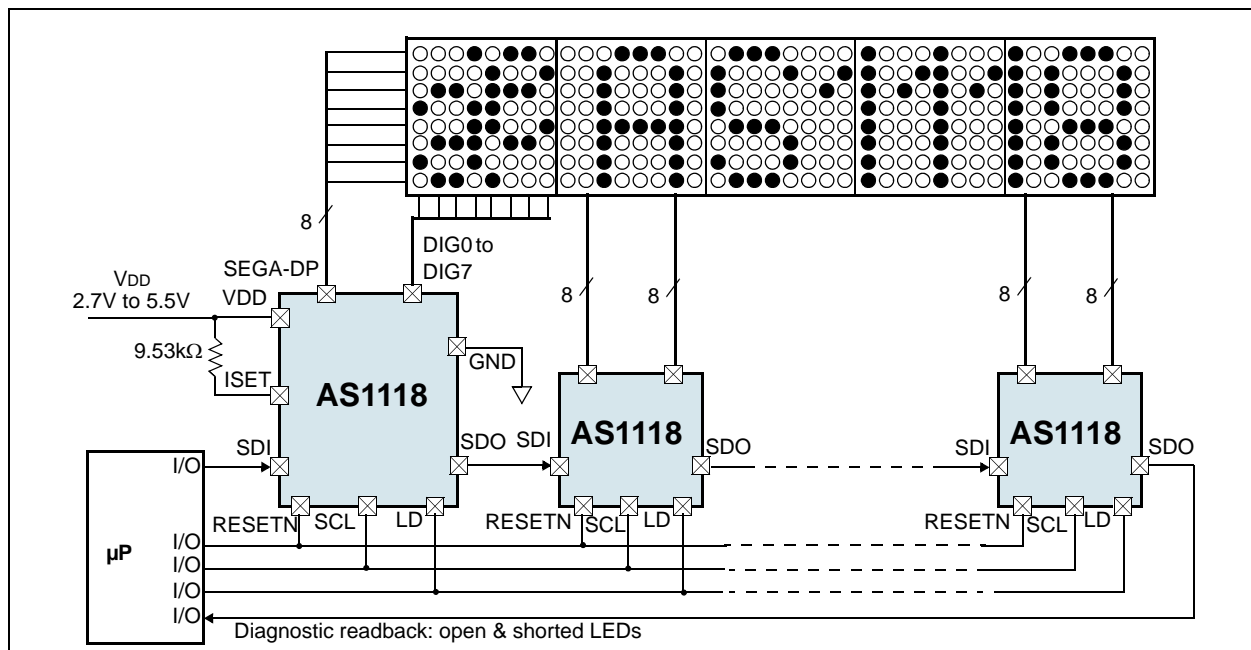 8
DIG0 to
DIG7
SEGA-DP
VDD
2.7V to 5.5V
VDD
9.53kΩ
ISET
GND
AS1118
8
8
8
8
AS1118
AS1118
SDI
SDO
SDI
SDO
SDI
SDO
I/O
RESETN
SCL
LD
RESETN
SCL
LD
RESETN
SCL
LD
µP
I/O
I/O
I/O
I/O
Diagnostic readback: open & shorted LEDs